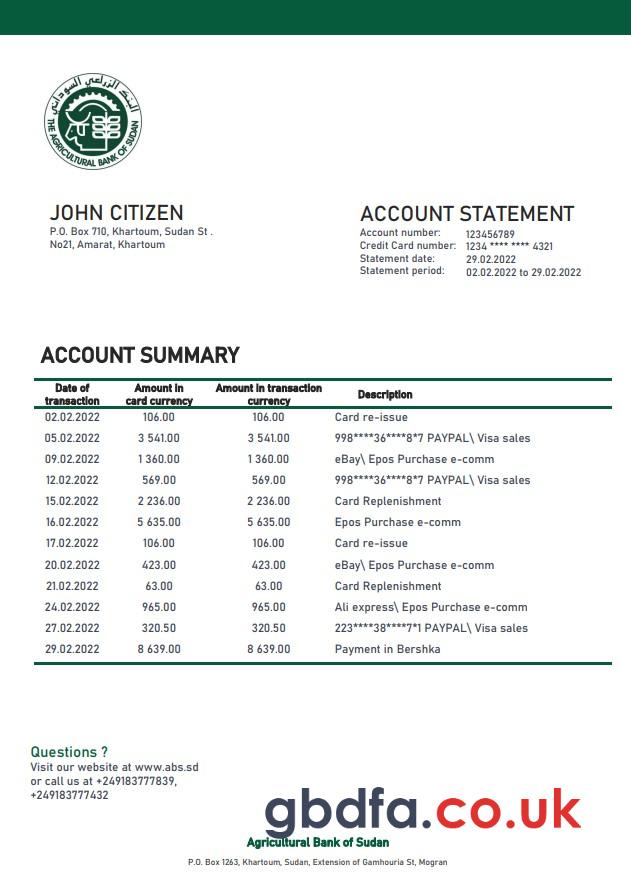 البنك الزراعي السوداني
THE AGRICULTURAL BANK OF SUDAN
JOHN CITIZEN
P.O. Box 710, Khartoum, Sudan St .
No21, Amarat, Khartoum
ACCOUNT STATEMENT
Account number: 123456789
Credit Card number: 1234 **** **** 4321
Statement date: 29.02.2022
Statement period: 02.02.2022 to 29.02.2022
ACCOUNT SUMMARY
Date of transaction Amount in card currency Amount in transaction currency Description
02.02.2022 106.00 106.00 Card re-issue
05.02.2022 3 541.00 3 541.00 998****36****8*7 PAYPAL\ Visa sales
09.02.2022 1 360.00 1 360.00 eBay\ Epos Purchase e-comm
12.02.2022 569.00 569.00 998****36****8*7 PAYPAL\ Visa sales
15.02.2022 2 236.00 2 236.00 Card Replenishment
16.02.2022 5 635.00 5 635.00 Epos Purchase e-comm
17.02.2022 106.00 106.00 Card re-issue
20.02.2022 423.00 423.00 eBay\ Epos Purchase e-comm
21.02.2022 63.00 63.00 Card Replenishment
24.02.2022 965.00 965.00 Ali express\ Epos Purchase e-comm
27.02.2022 320.50 320.50 223****38****7*1 PAYPAL\ Visa sales
29.02.2022 8 639.00 8 639.00 Payment in Bershka
Questions ?
Visit our website at www.abs.sd
or call us at +249183777839,
+249183777432
gbdfa.co.uk
Agricultural Bank of Sudan
P.O. Box 1263, Khartoum, Sudan, Extension of Gamhouria St, Mogran